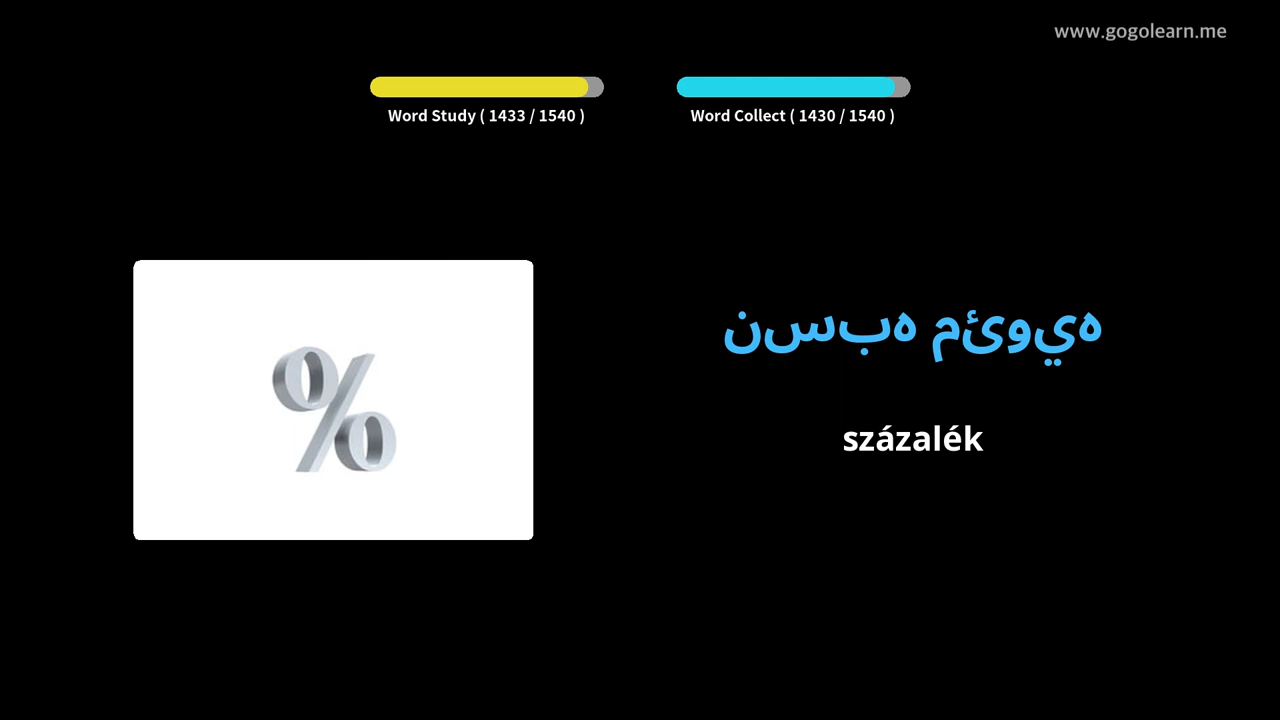 www.gogolearn.me
Word Study ( 1433 / 1540 )
Word Collect ( 1430 / 1540 )
نسبه مئويه
százalék